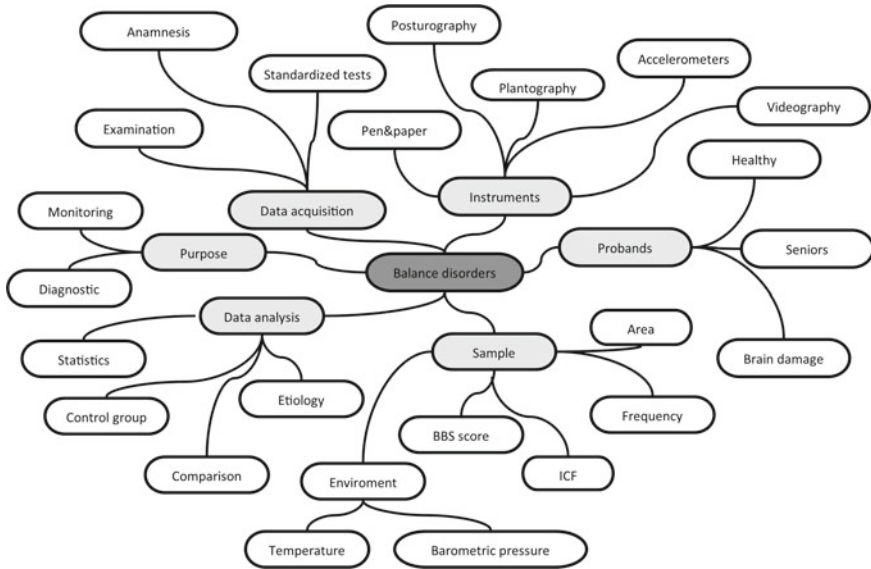 Anamnesis
Posturography
Standardized tests
Accelerometers
Plantography
Videography
Examination
Pen&paper
Healthy
Data acquisition
Instruments
Monitoring
Purpose
Probands
Seniors
Balance disorders
Diagnostic
Data analysis
Area
Sample
Statistics
Brain damage
Etiology
Control group
Frequency
BBS score
Comparison
Enviroment
ICF
Temperature
Barometric pressure